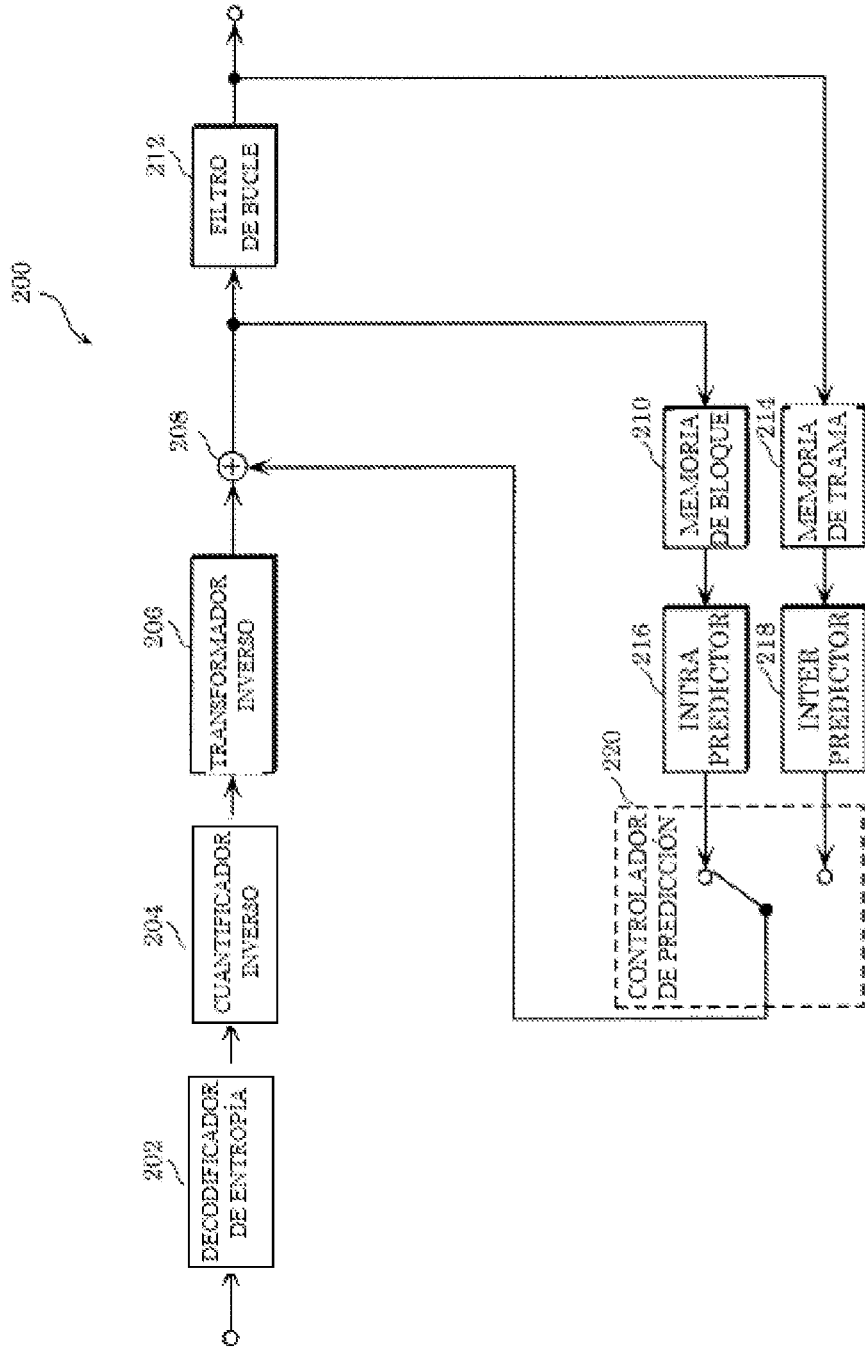 200
202
DECODIFICADOR
DE ENTROPÍA
204
CUANTIFICADOR
INVERSO
206
TRANSFORMADOR
INVERSO
208
212
FILTRO
DE BUCLE
220
CONTROLADOR
DE PREDICCIÓN
216
INTRA
PREDICTOR
210
MEMORIA
DE BLOQUE
218
INTER
PREDICTOR
214
MEMORIA
DE TRAMA